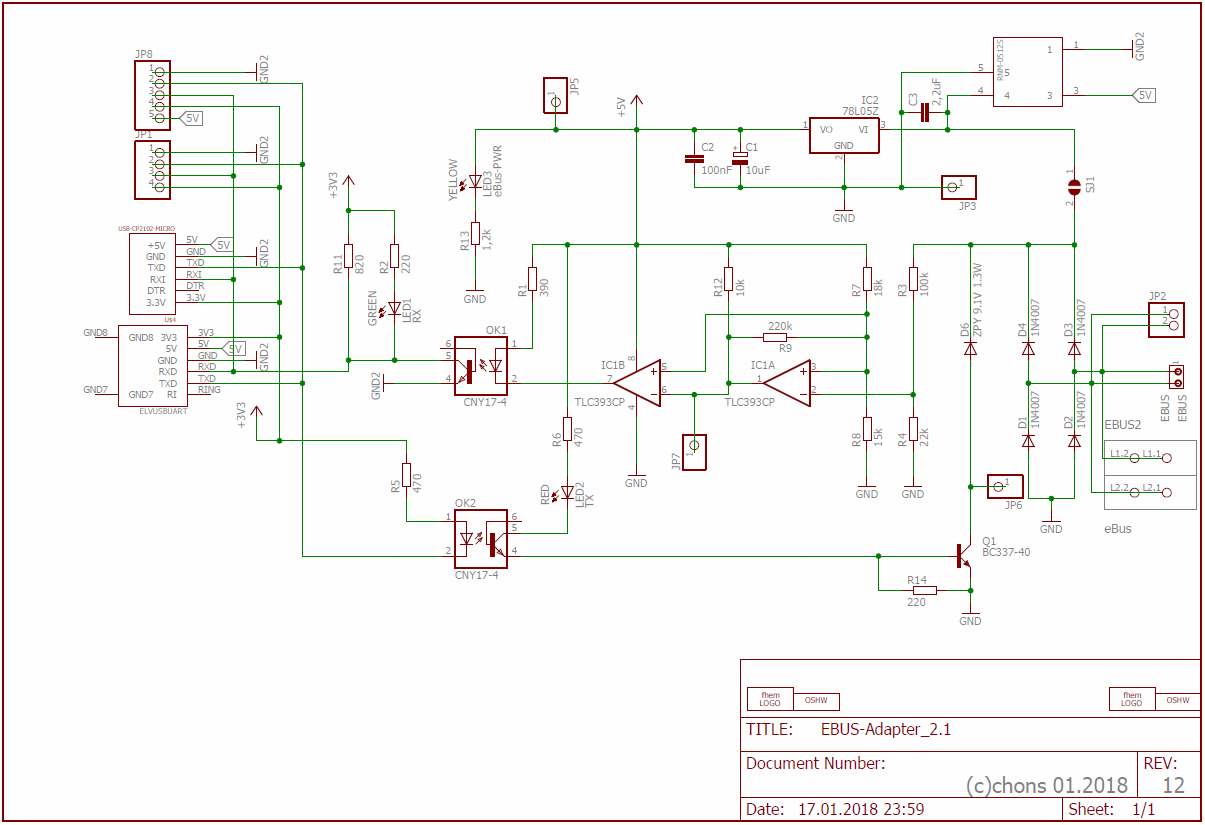 JP8
1
2
3
4
5
GND2
5V
JP1
1
2
3
4
GND2
USB-CP2102-MICRO
+5V
GND
TXD
RXI
DTR
3.3V
5V
GND
TXD
RXI
DTR
3.3V
5V
GND2
U$4
GND8
GND8
GND7
GND7
3V3
5V
GND
RXD
TXD
RI
3V3
5V
GND
RXD
TXD
RING
5V
GND2
ELVUSBUART
+3V3
+3V3
R11
820
R2
220
GREEN
LED1
RX
GND2
OK1
6
5
4
1
2
CNY17-4
R5
470
OK2
1
2
6
5
4
CNY17-4
YELLOW
LED3
eBus-PWR
R13
1,2k
GND
JP5
1
+5V
R1
390
R6
470
RED
LED2
TX
IC1B
7
8
4
5
6
TLC393CP
GND
JP7
1
C2
100nF
C1
10uF
IC2
78L05Z
VO
VI
GND
1
2
3
GND
JP3
1
C3
2,2uF
RNM-0512S
5
4
1
3
5
4
1
3
GND2
5V
SJ1
1
2
R12
10k
220k
R9
IC1A
1
3
2
TLC393CP
R7
18k
R3
100k
R8
15k
R4
22k
GND
GND
D6
ZPY 9.1V 1.3W
D4
1N4007
D3
1N4007
D1
1N4007
D2
1N4007
GND
JP2
1
2
1
EBUS
EBUS
EBUS2
L1.2
L1.1
L2.2
L2.1
eBus
JP6
1
Q1
BC337-40
R14
220
GND
fhem
LOGO
OSHW
fhem
LOGO
OSHW
TITLE: EBUS-Adapter_2.1
Document Number:
(c)chons 01.2018
REV:
12
Date: 17.01.2018 23:59
Sheet: 1/1